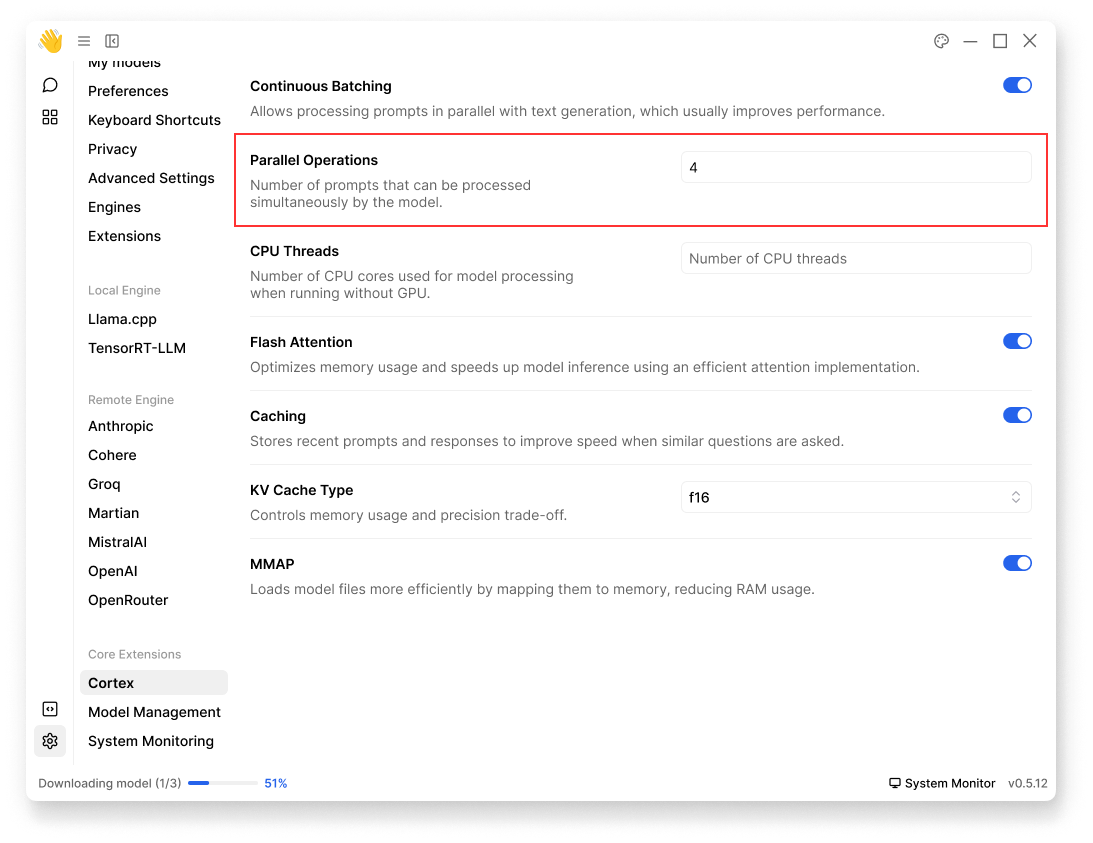 My models
Preferences
Keyboard Shortcuts
Privacy
Advanced Settings
Engines
Extensions
Local Engine
Llama.cpp
TensorRT-LLM
Remote Engine
Anthropic
Cohere
Groq
Martian
MistralAI
OpenAI
OpenRouter
Core Extensions
Cortex
Model Management
System Monitoring
Continuous Batching
Allows processing prompts in parallel with text generation, which usually improves performance.
Parallel Operations
Number of prompts that can be processed
simultaneously by the model.
4
CPU Threads
Number of CPU cores used for model processing
when running without GPU.
Number of CPU threads
Flash Attention
Optimizes memory usage and speeds up model inference using an efficient attention implementation.
Caching
Stores recent prompts and responses to improve speed when similar questions are asked.
KV Cache Type
Controls memory usage and precision trade-off.
f16
MMAP
Loads model files more efficiently by mapping them to memory, reducing RAM usage.
Downloading model (1/3) 51%
System Monitor v0.5.12